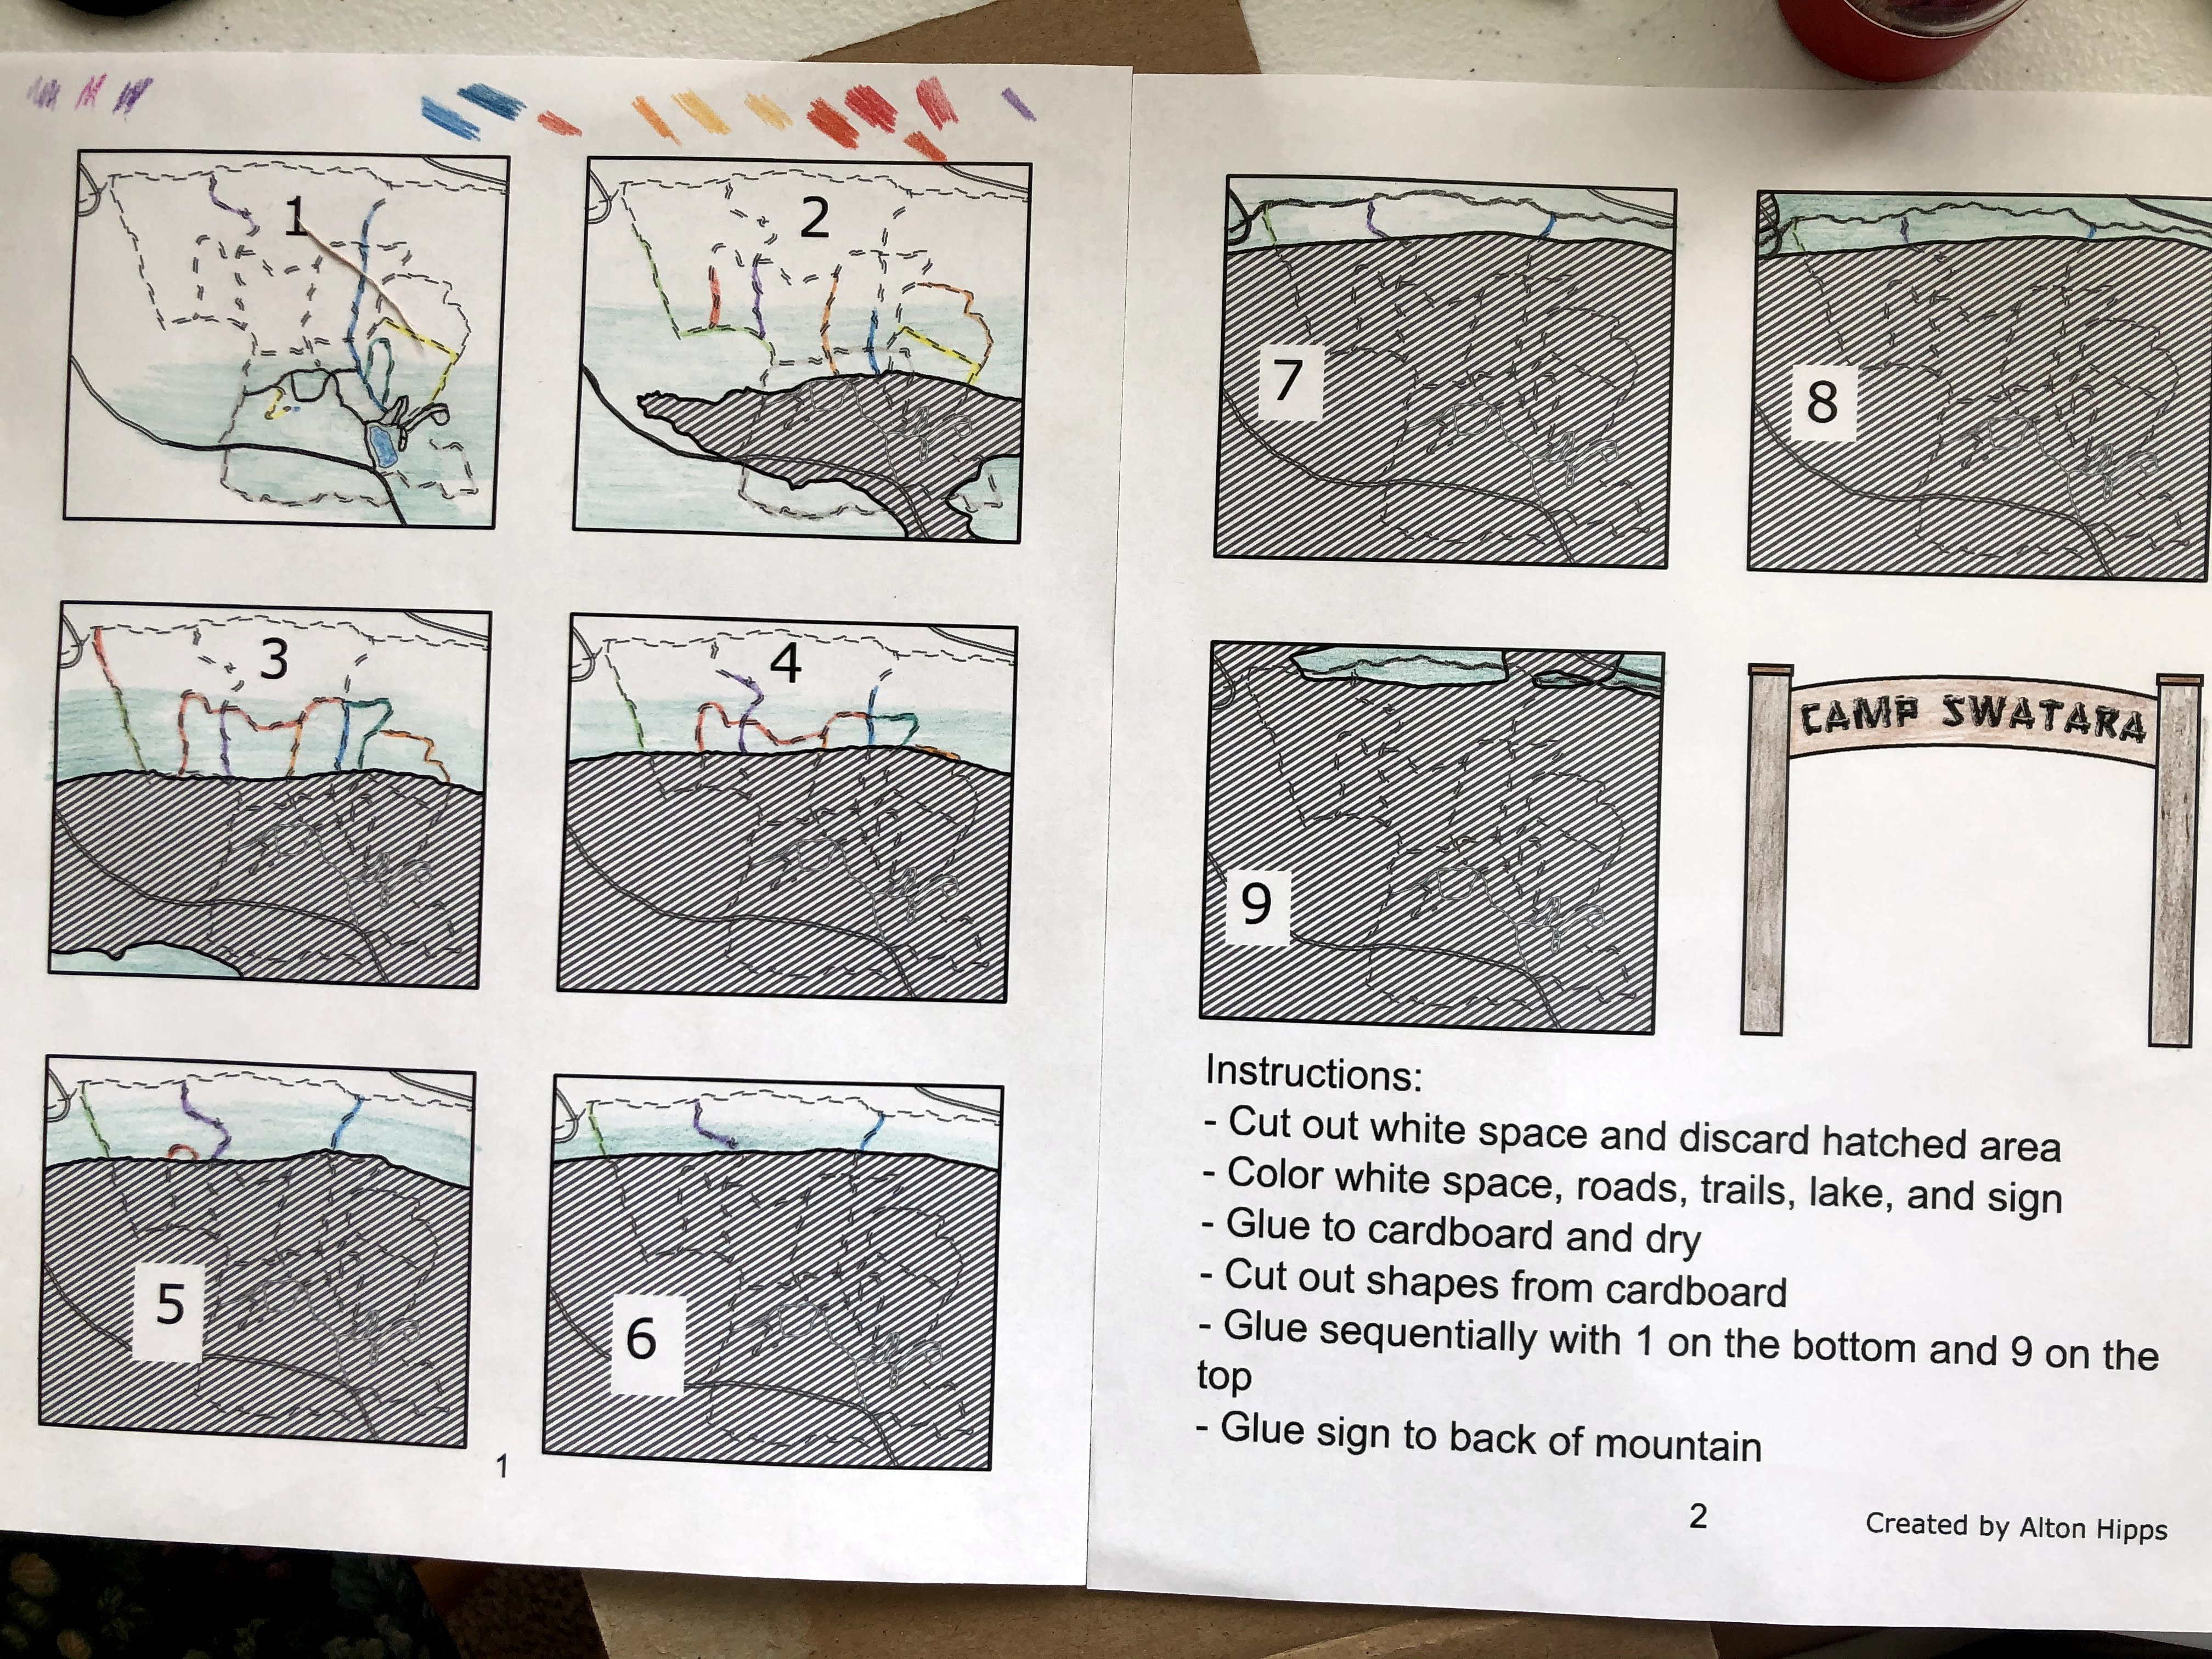 1
2
3
4
5
6
1
7
8
9
CAMP SWATARA
Instructions:
- Cut out white space and discard hatched area
- Color white space, roads, trails, lake, and sign
- Glue to cardboard and dry
- Cut out shapes from cardboard
- Glue sequentially with 1 on the bottom and 9 on the
top
- Glue sign to back of mountain
2
Created by Alton Hipps